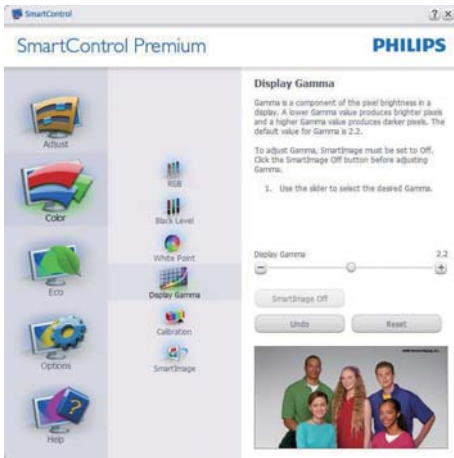 SmartControl
SmartControl Premium
PHILIPS
Adjust
Color
Eco
Options
Help
RGB
Black Level
White Point
Display Gamma
Calibration
SmartImage
Display Gamma
Gamma is a component of the pixel brightness in a
display. A lower Gamma value produces brighter pixels
and a higher Gamma value produces darker pixels. The
default value for Gamma is 2.2.
To adjust Gamma, SmartImage must be set to Off.
Click the SmartImage Off button before adjusting
Gamma.
1. Use the slider to select the desired Gamma.
Display Gamma 2.2
SmartImage Off
Undo Reset